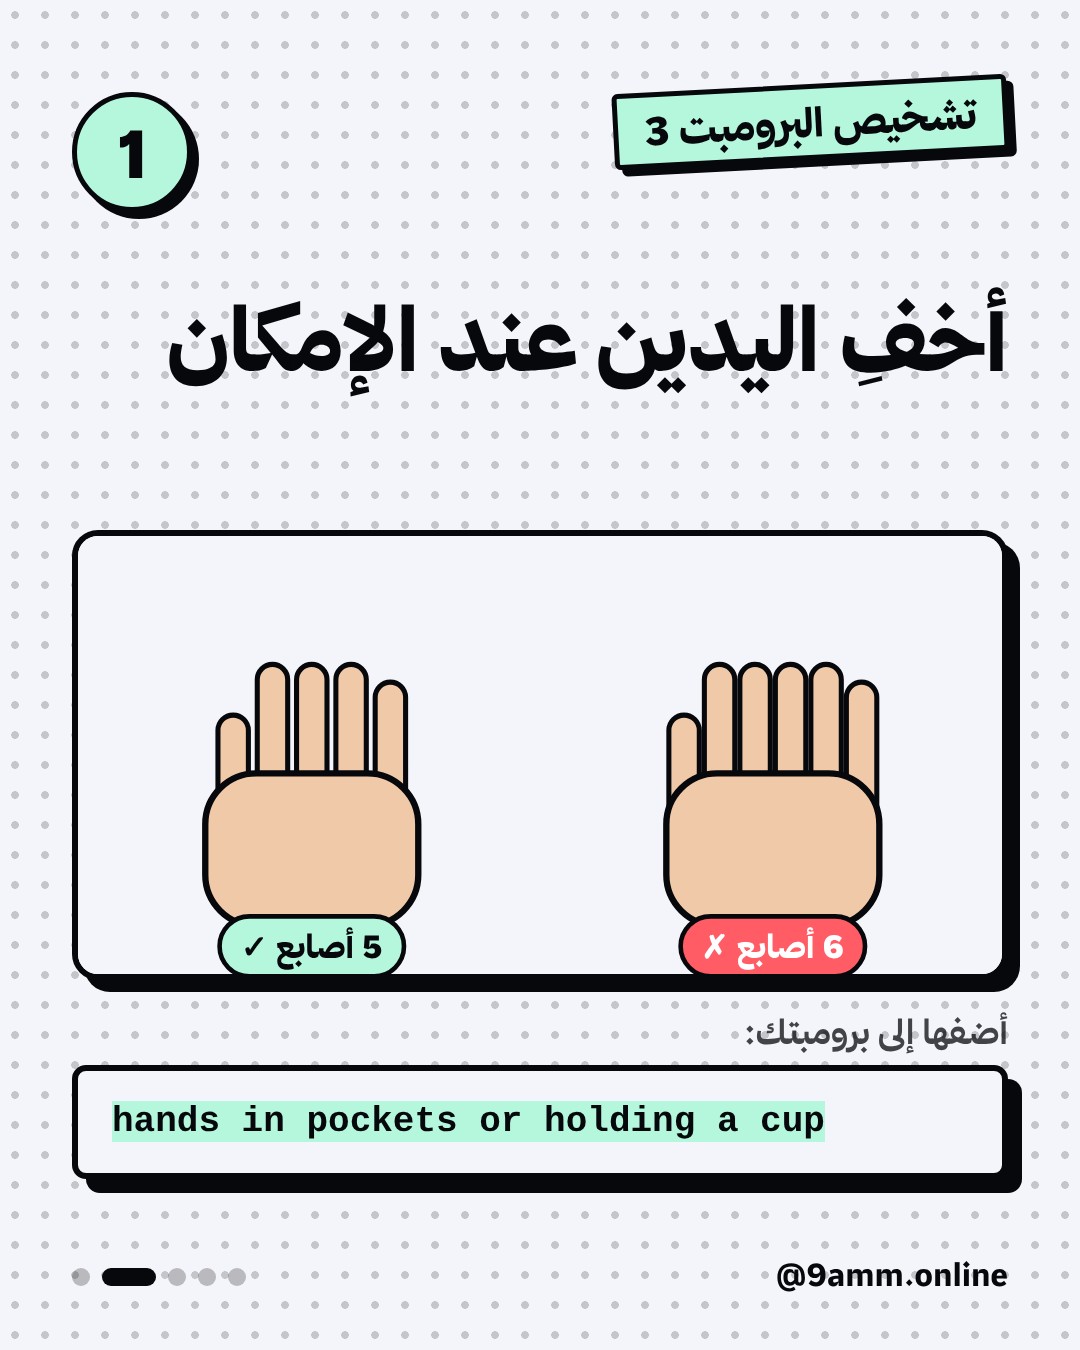 تشخيص البرومبت 3
1
أخفِ اليدين عند الإمكان
6 أصابع ✗
5 أصابع ✓
أضفها إلى برومبتك:
hands in pockets or holding a cup
@9amm.online